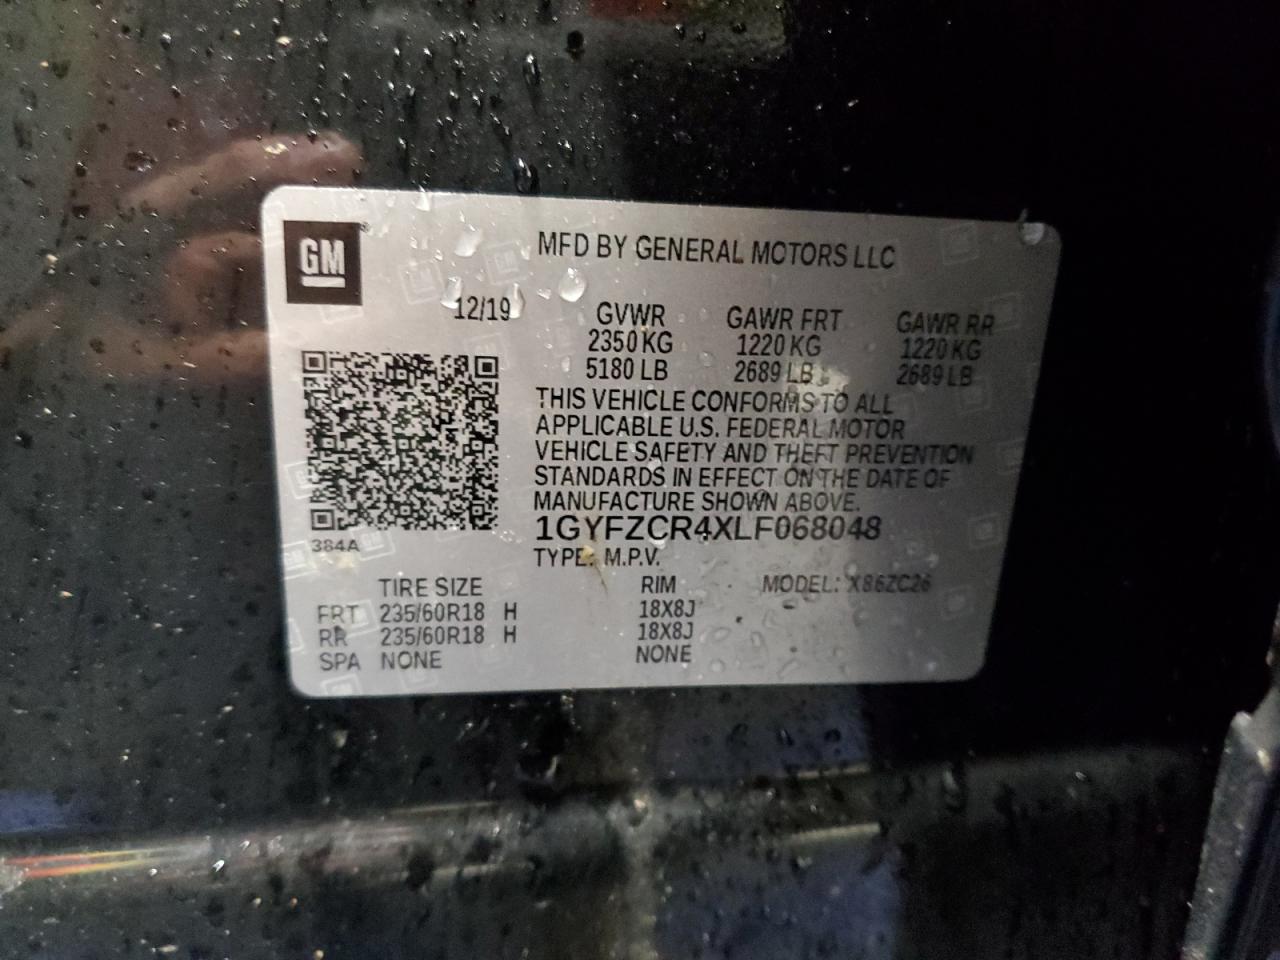 GM
MFD BY GENERAL MOTORS LLC
12/19 GVWR GAWR FRT GAWR RR
2350 KG 1220 KG 1220 KG
5180 LB 2689 LB 2689 LB
THIS VEHICLE CONFORMS TO ALL
APPLICABLE U.S. FEDERAL MOTOR
VEHICLE SAFETY AND THEFT PREVENTION
STANDARDS IN EFFECT ON THE DATE OF
MANUFACTURE SHOWN ABOVE.
1GYFZCR4XLF068048
384A
TYPE: M.P.V.
TIRE SIZE RIM MODEL: X86ZC26
FRT 235/60R18 H 18X8J
RR 235/60R18 H 18X8J
SPA NONE NONE